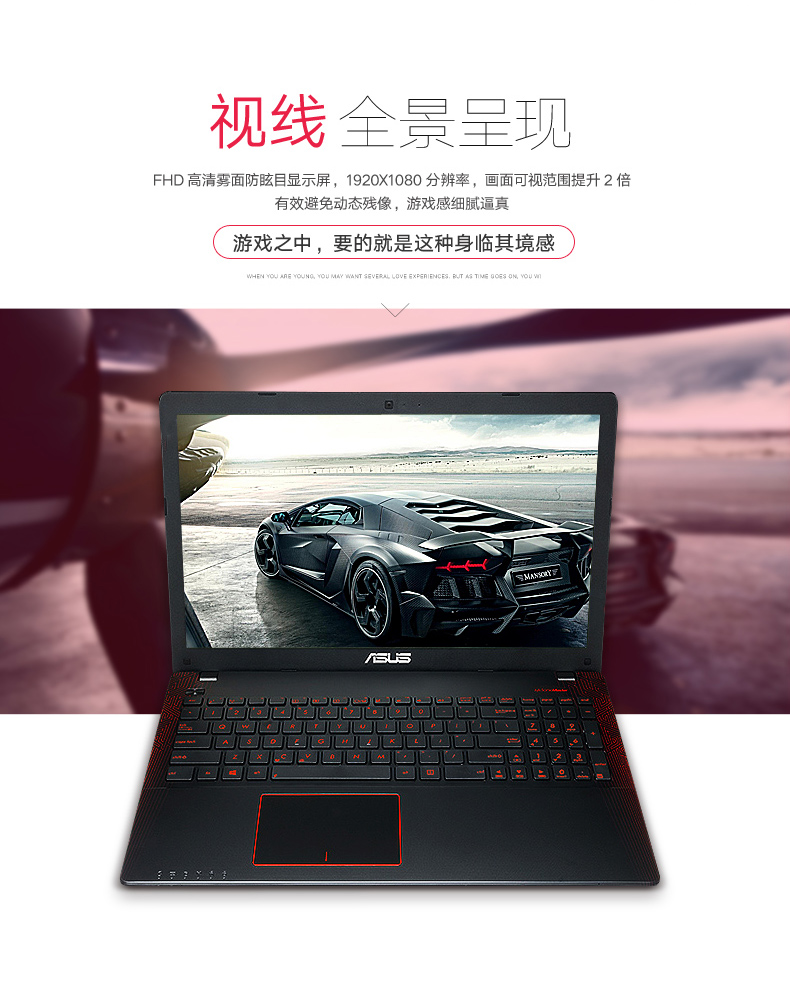 视线 全景呈现
FHD 高清雾面防眩目显示屏，1920X1080 分辨率，画面可视范围提升 2 倍
有效避免动态残像，游戏感细腻逼真
游戏之中，要的就是这种身临其境感
WHEN YOU ARE YOUNG, YOU MAY WANT SEVERAL LOVE EXPERIENCES. BUT AS TIME GOES ON, YOU WI
MANSORY
ASUS